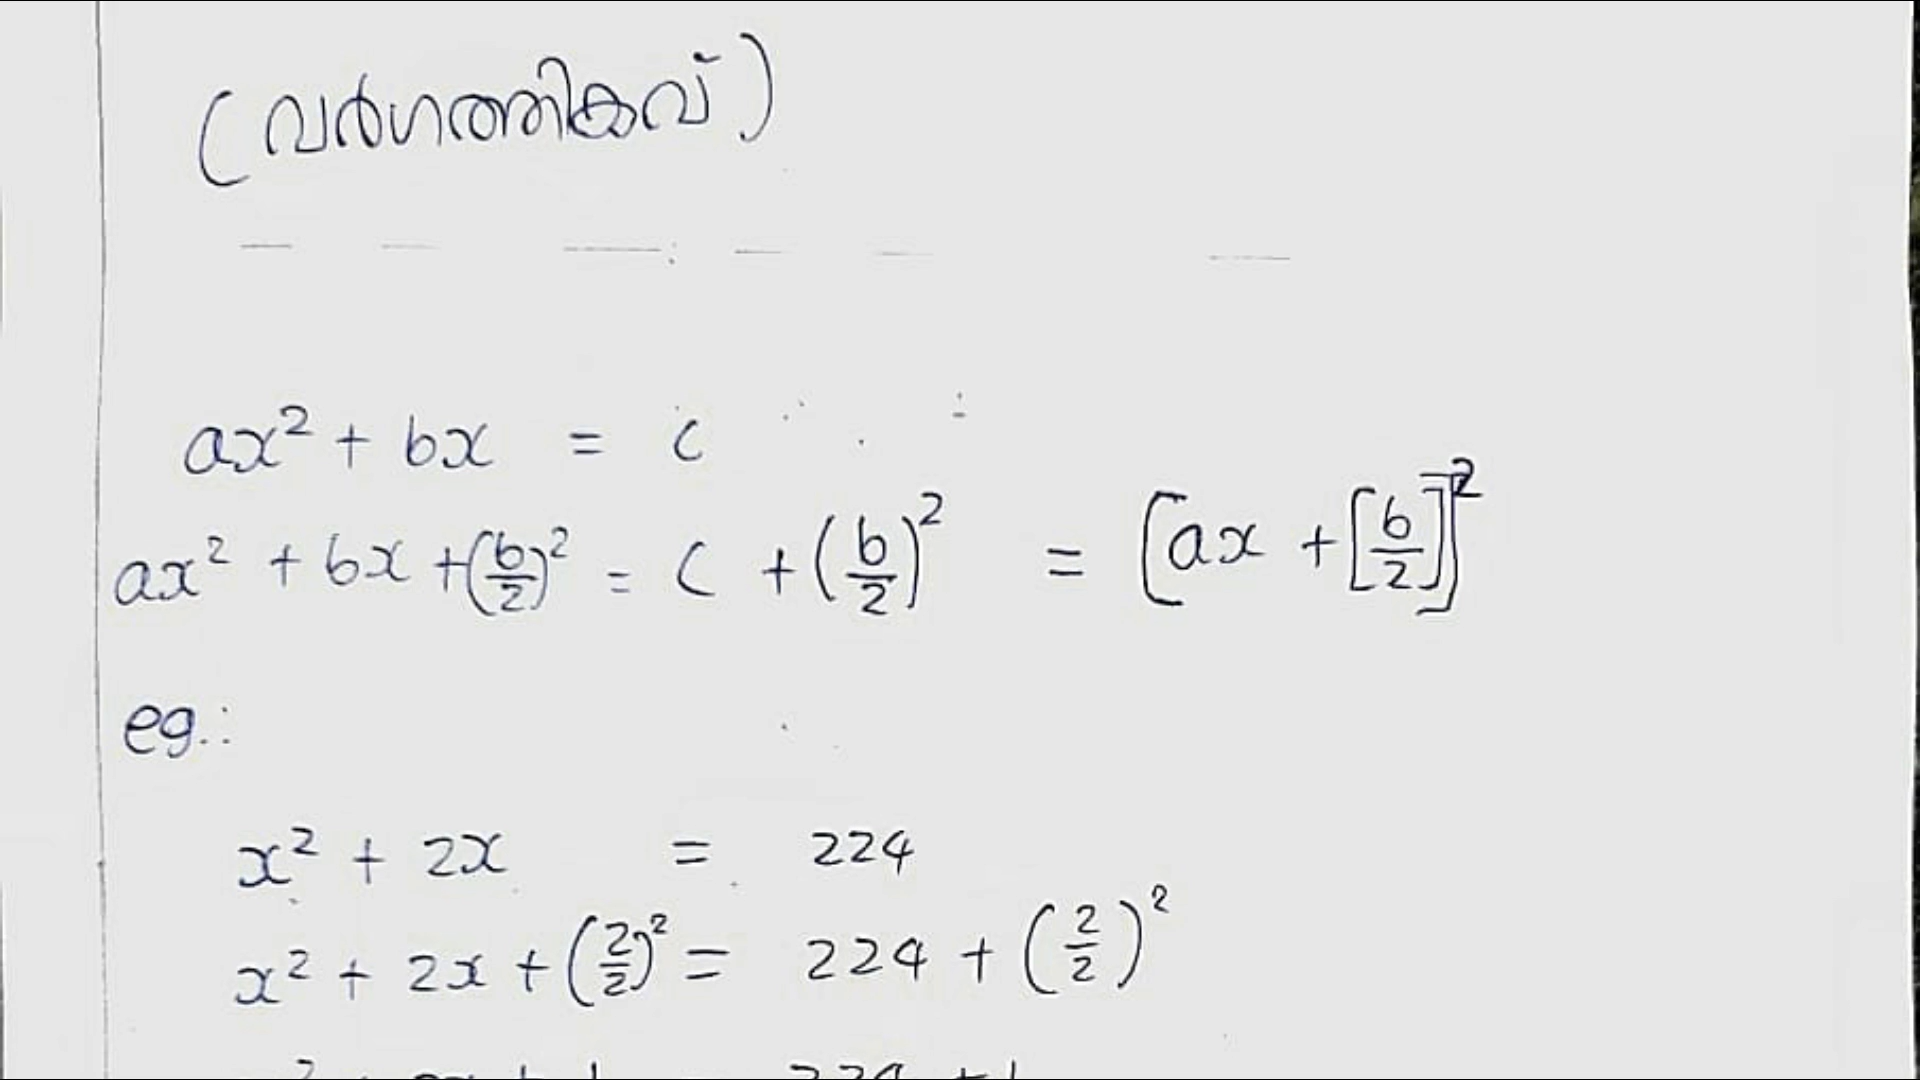 (വർഗത്തികവ്)
ax² + bx = c
ax² + bx + (b/2)² = c + (b/2)² = [ax + [b/2]]²
eg.:
x² + 2x = 224
x² + 2x + (2/2)² = 224 + (2/2)²